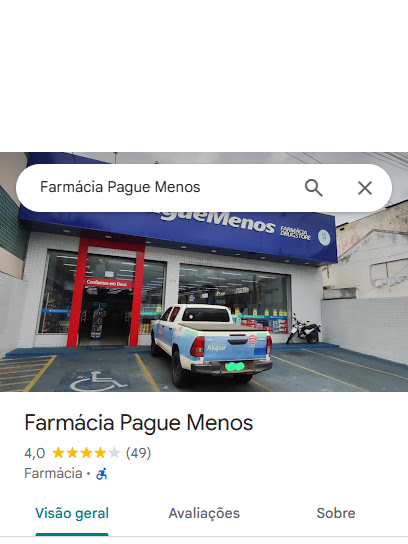 Farmácia Pague Menos
gueMenos
FARMÁCIA
DRUGSTORE
Confiamos em Deus
Farmácia Pague Menos
4,0 (49)
Farmácia ·
Visão geral
Avaliações
Sobre